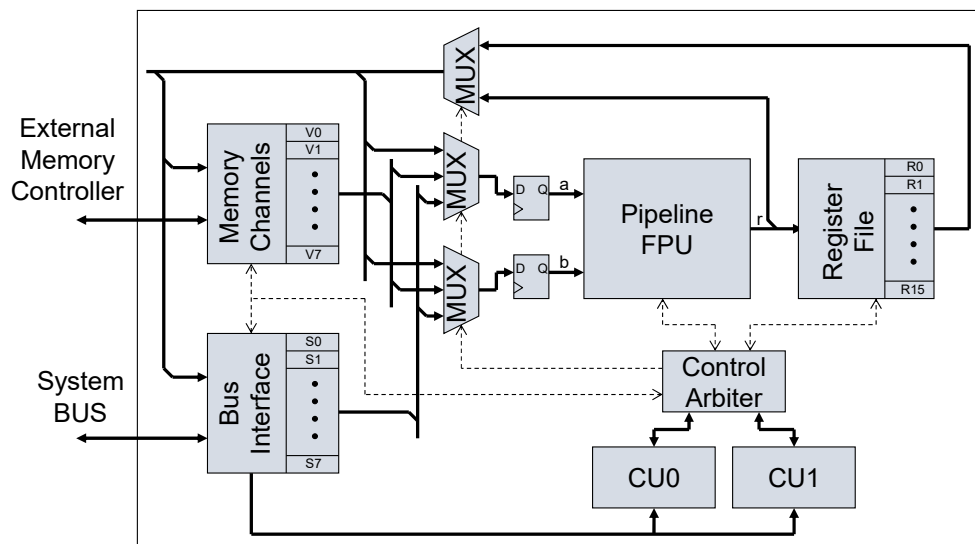 MUX
External
Memory
Controller
Memory
Channels
V0
V1
V7
MUX
D Q
a
Pipeline
FPU
r
Register
File
R0
R1
R15
MUX
D Q
b
System
BUS
Bus
Interface
S0
S1
S7
Control
Arbiter
CU0
CU1